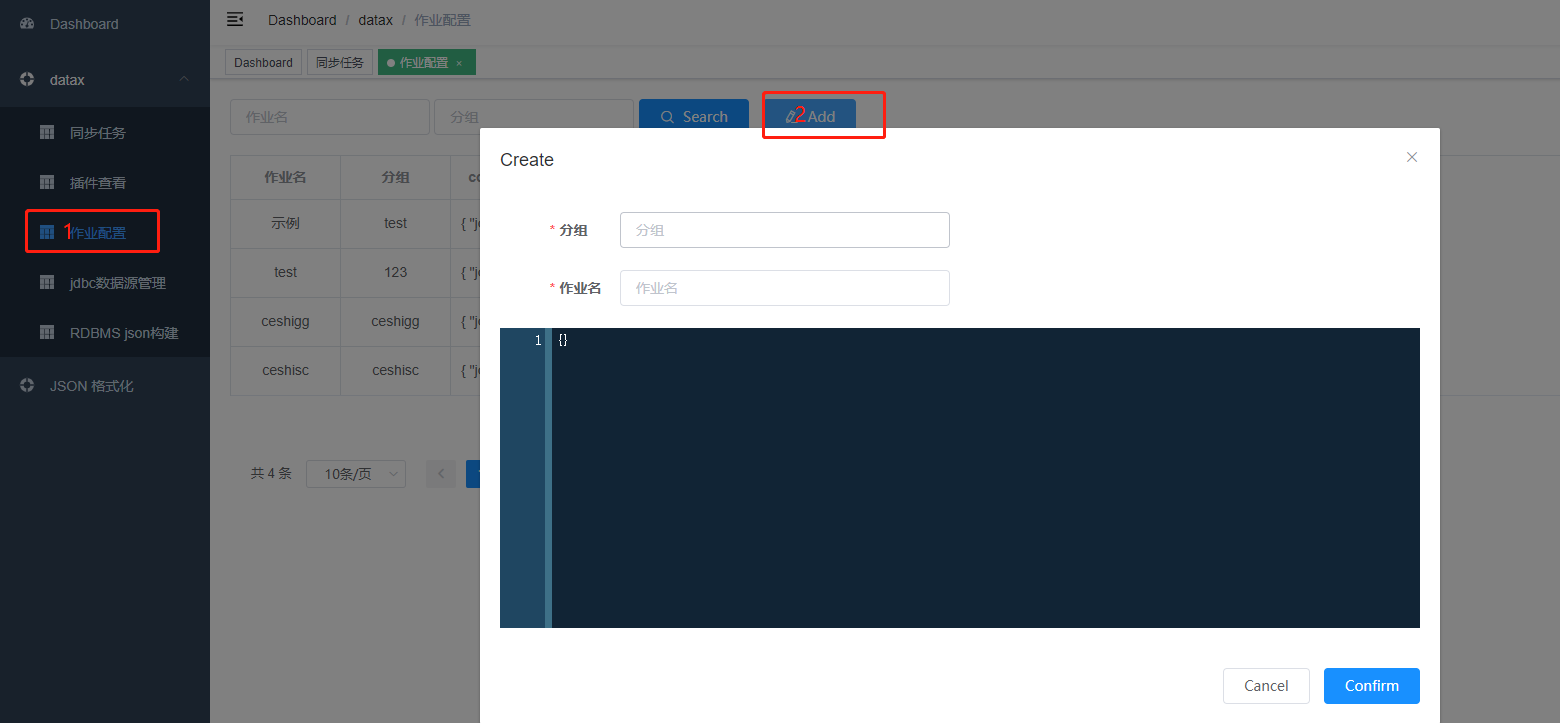 Dashboard
datax
同步任务
插件查看
1作业配置
jdbc数据源管理
RDBMS json构建
JSON 格式化
Dashboard / datax / 作业配置
Dashboard 同步任务 作业配置 ×
作业名 分组 Search 2 Add
作业名 分组
示例 test
test 123
ceshigg ceshigg
ceshisc ceshisc
共 4 条 10条/页
Create
* 分组 分组
* 作业名 作业名
1 {}
Cancel Confirm